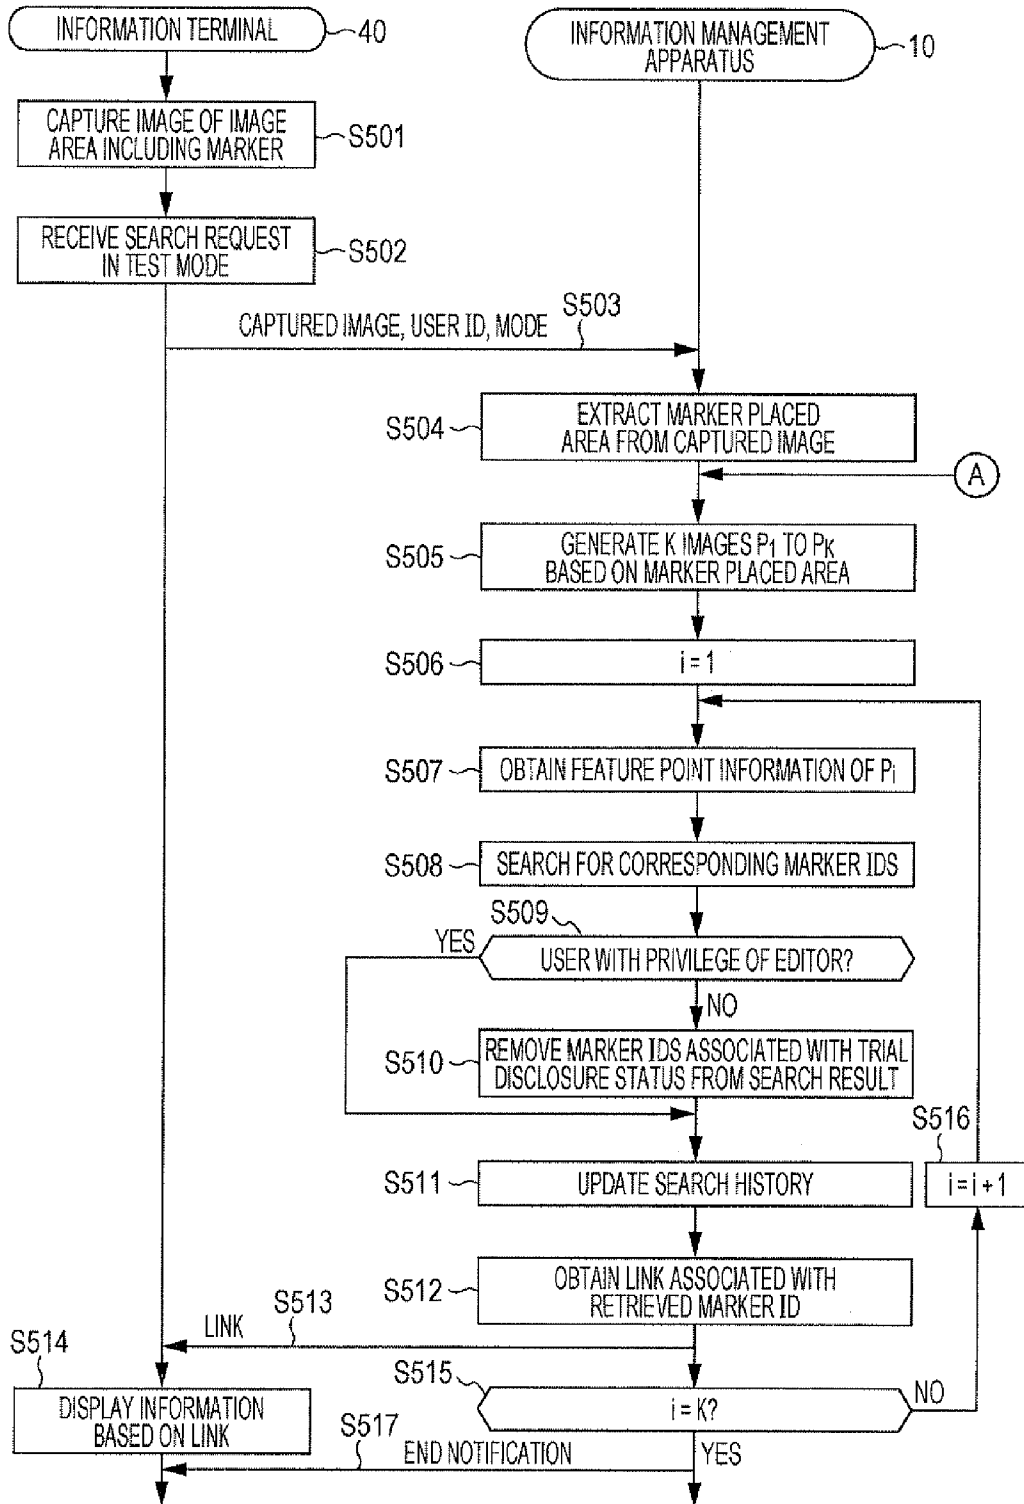 INFORMATION TERMINAL
40
INFORMATION MANAGEMENT
APPARATUS
10
CAPTURE IMAGE OF IMAGE
AREA INCLUDING MARKER
S501
RECEIVE SEARCH REQUEST
IN TEST MODE
S502
CAPTURED IMAGE, USER ID, MODE
S503
S504
EXTRACT MARKER PLACED
AREA FROM CAPTURED IMAGE
A
S505
GENERATE K IMAGES P1 TO PK
BASED ON MARKER PLACED AREA
S506
i = 1
S507
OBTAIN FEATURE POINT INFORMATION OF Pi
S508
SEARCH FOR CORRESPONDING MARKER IDS
S509
YES
USER WITH PRIVILEGE OF EDITOR?
NO
S510
REMOVE MARKER IDS ASSOCIATED WITH TRIAL
DISCLOSURE STATUS FROM SEARCH RESULT
S516
S511
UPDATE SEARCH HISTORY
i = i + 1
S512
OBTAIN LINK ASSOCIATED WITH
RETRIEVED MARKER ID
S513
LINK
S514
S515
i = K?
NO
DISPLAY INFORMATION
BASED ON LINK
S517
END NOTIFICATION
YES